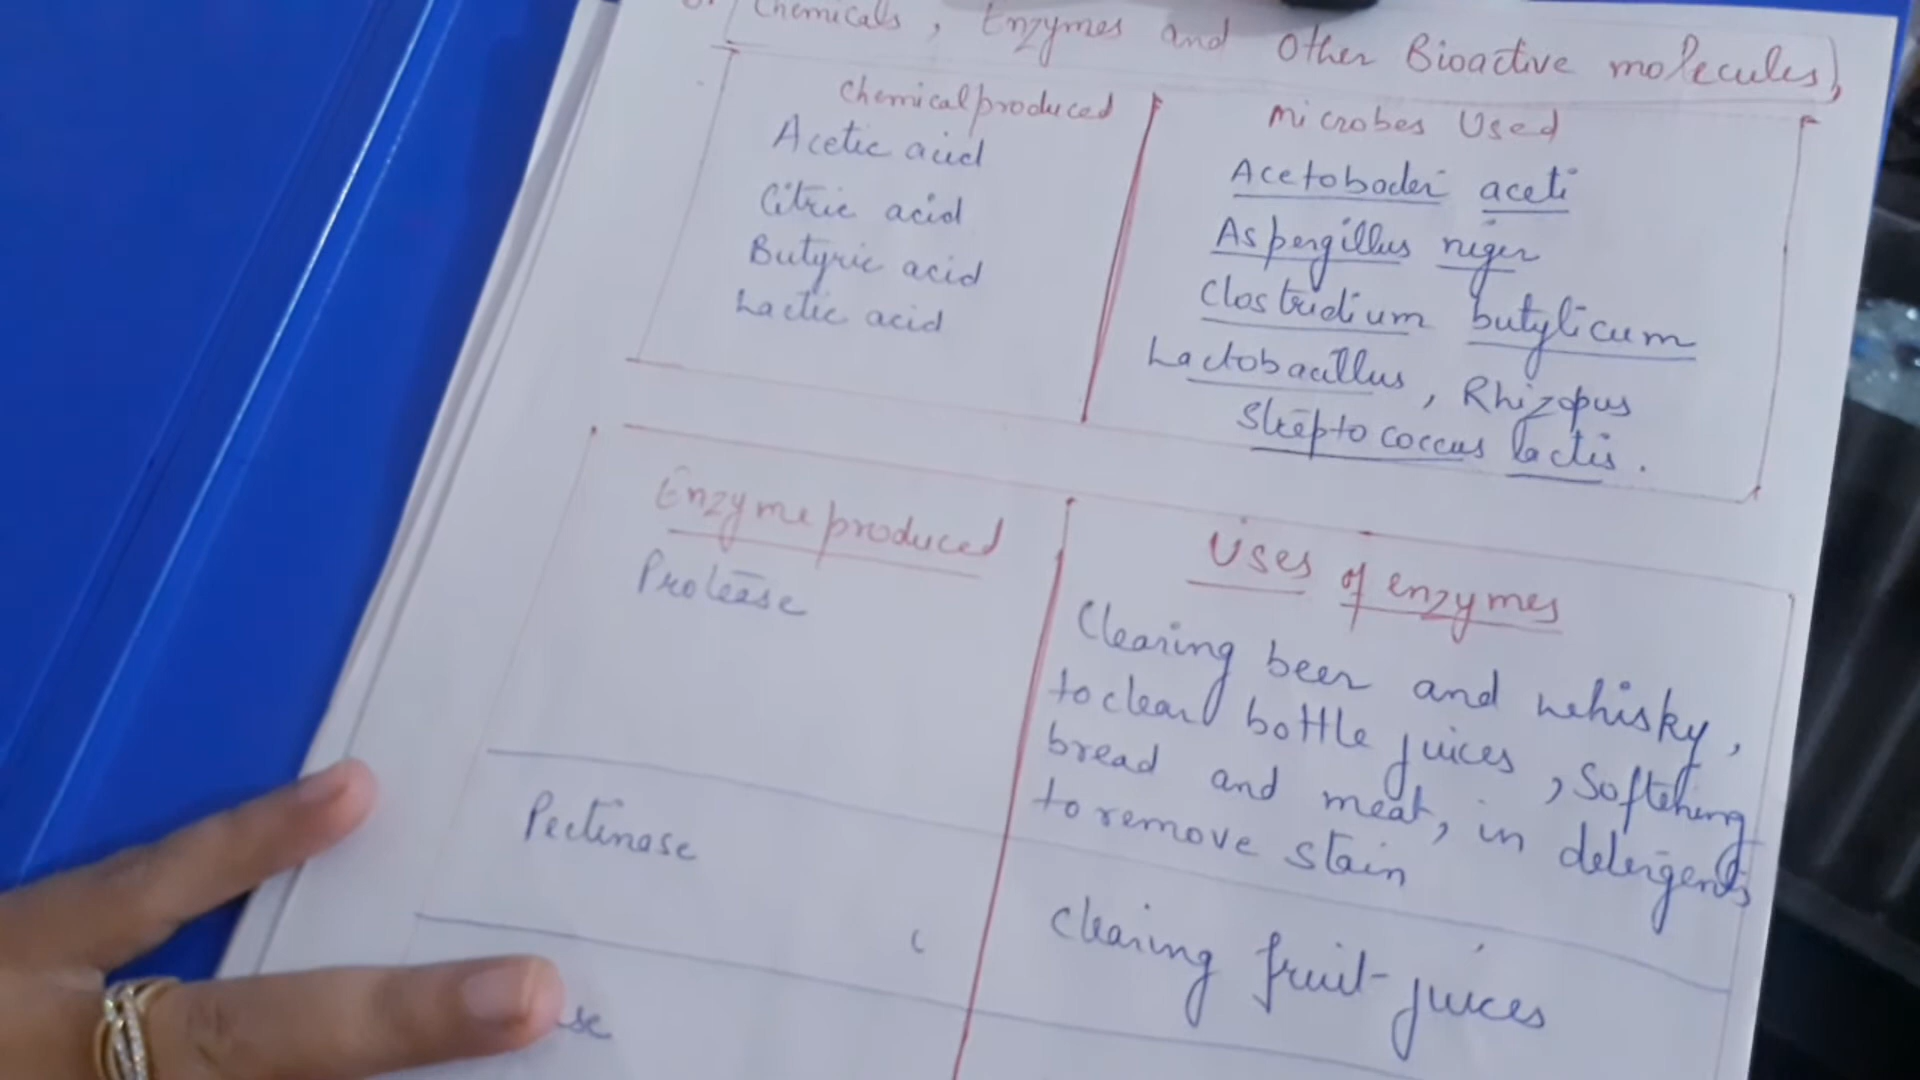 Chemicals, Enzymes and Other Bioactive molecules,
Chemical produced
Microbes Used
Acetic acid
Acetobacter aceti
Citric acid
Aspergillus niger
Butyric acid
Clostridium butylicum
Lactic acid
Lactobacillus, Rhizopus
Streptococcus lactis.
Enzyme produced
Uses of enzymes
Protease
Clearing beer and whisky,
to clear bottle juices, Softening
bread and meat, in detergents
to remove stain
Pectinase
clearing fruit juices